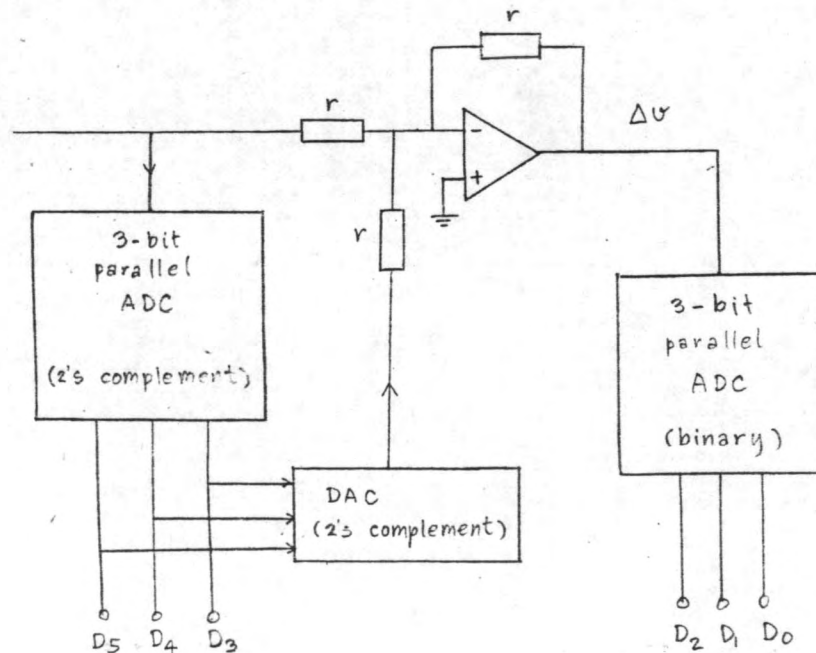 r
r
Δv
-
+
r
3-bit
parallel
ADC
(2's complement)
3-bit
parallel
ADC
(binary)
DAC
(2's complement)
D5 D4 D3
D2 D1 D0